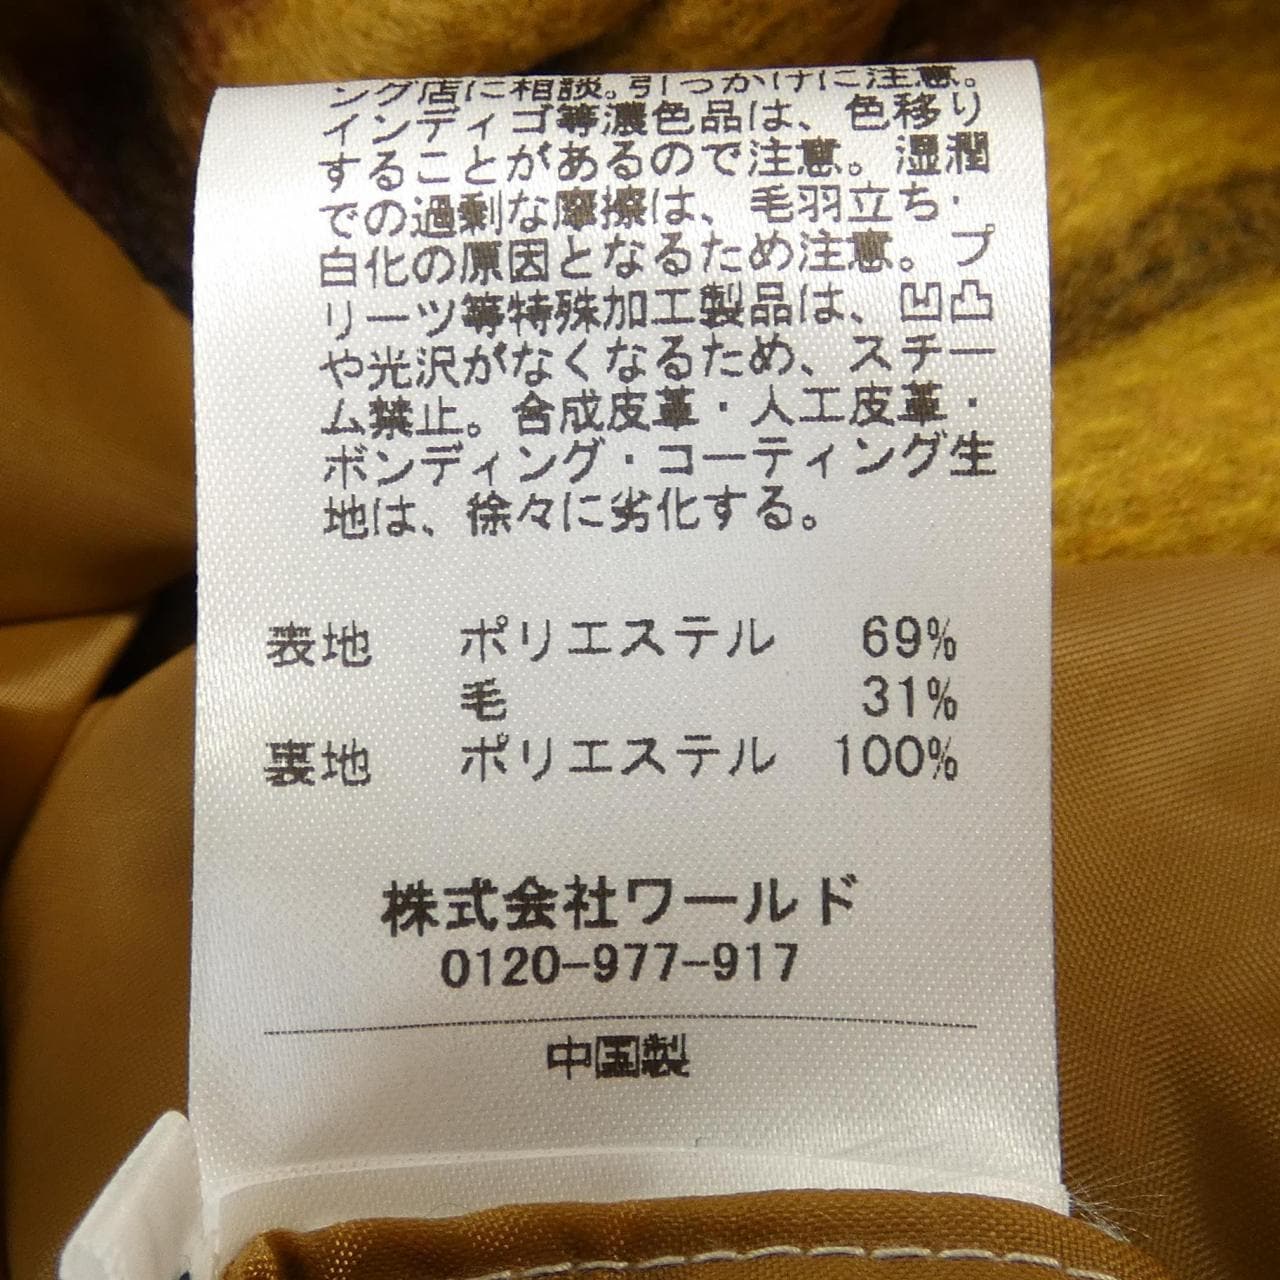 ング店に相談。引っかけに注意。
インディゴ等濃色品は、色移り
することがあるので注意。湿潤
での過剰な摩擦は、毛羽立ち・
白化の原因となるため注意。プ
リーツ等特殊加工製品は、凹凸
や光沢がなくなるため、スチー
ム禁止。合成皮革・人工皮革・
ボンディング・コーティング生
地は、徐々に劣化する。
表地 ポリエステル 69%
毛 31%
裏地 ポリエステル 100%
株式会社ワールド
0120-977-917
中国製